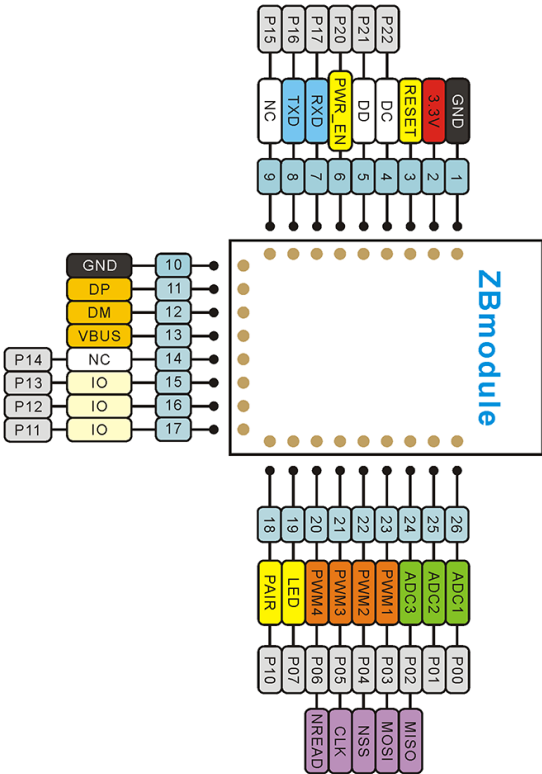 P15 P16 P17 P20 P21 P22
NC TXD RXD PWR_EN DD DC RESET 3.3V GND
9 8 7 6 5 4 3 2 1
GND 10
DP 11
DM 12
VBUS 13
P14 NC 14
P13 IO 15
P12 IO 16
P11 IO 17
ZBmodule
18 19 20 21 22 23 24 25 26
PAIR LED PWM4 PWM3 PWM2 PWM1 ADC3 ADC2 ADC1
P10 P07 P06 P05 P04 P03 P02 P01 P00
NREAD CLK NSS MOSI MISO